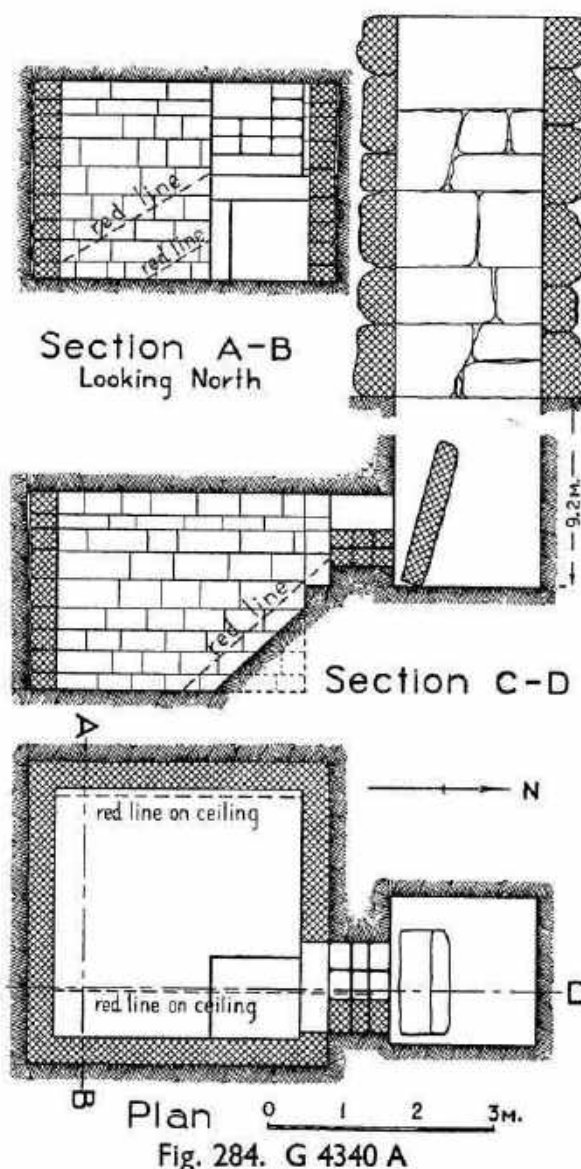 red line
red line
Section A-B
Looking North
9.2M.
red line
Section C-D
A
N
red line on ceiling
red line on ceiling
D
B
Plan
0 1 2 3M.
Fig. 284. G 4340 A